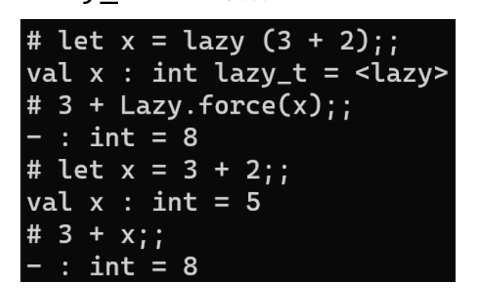 # let x = lazy (3 + 2);;
val x : int lazy_t = <lazy>
# 3 + Lazy.force(x);;
- : int = 8
# let x = 3 + 2;;
val x : int = 5
# 3 + x;;
- : int = 8